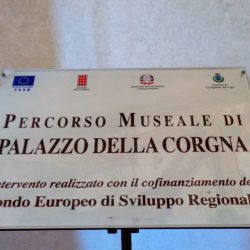 PERCORSO MUSEALE DI
PALAZZO DELLA CORGNA
ntervento realizzato con il cofinanziamento de
ondo Europeo di Sviluppo Regional